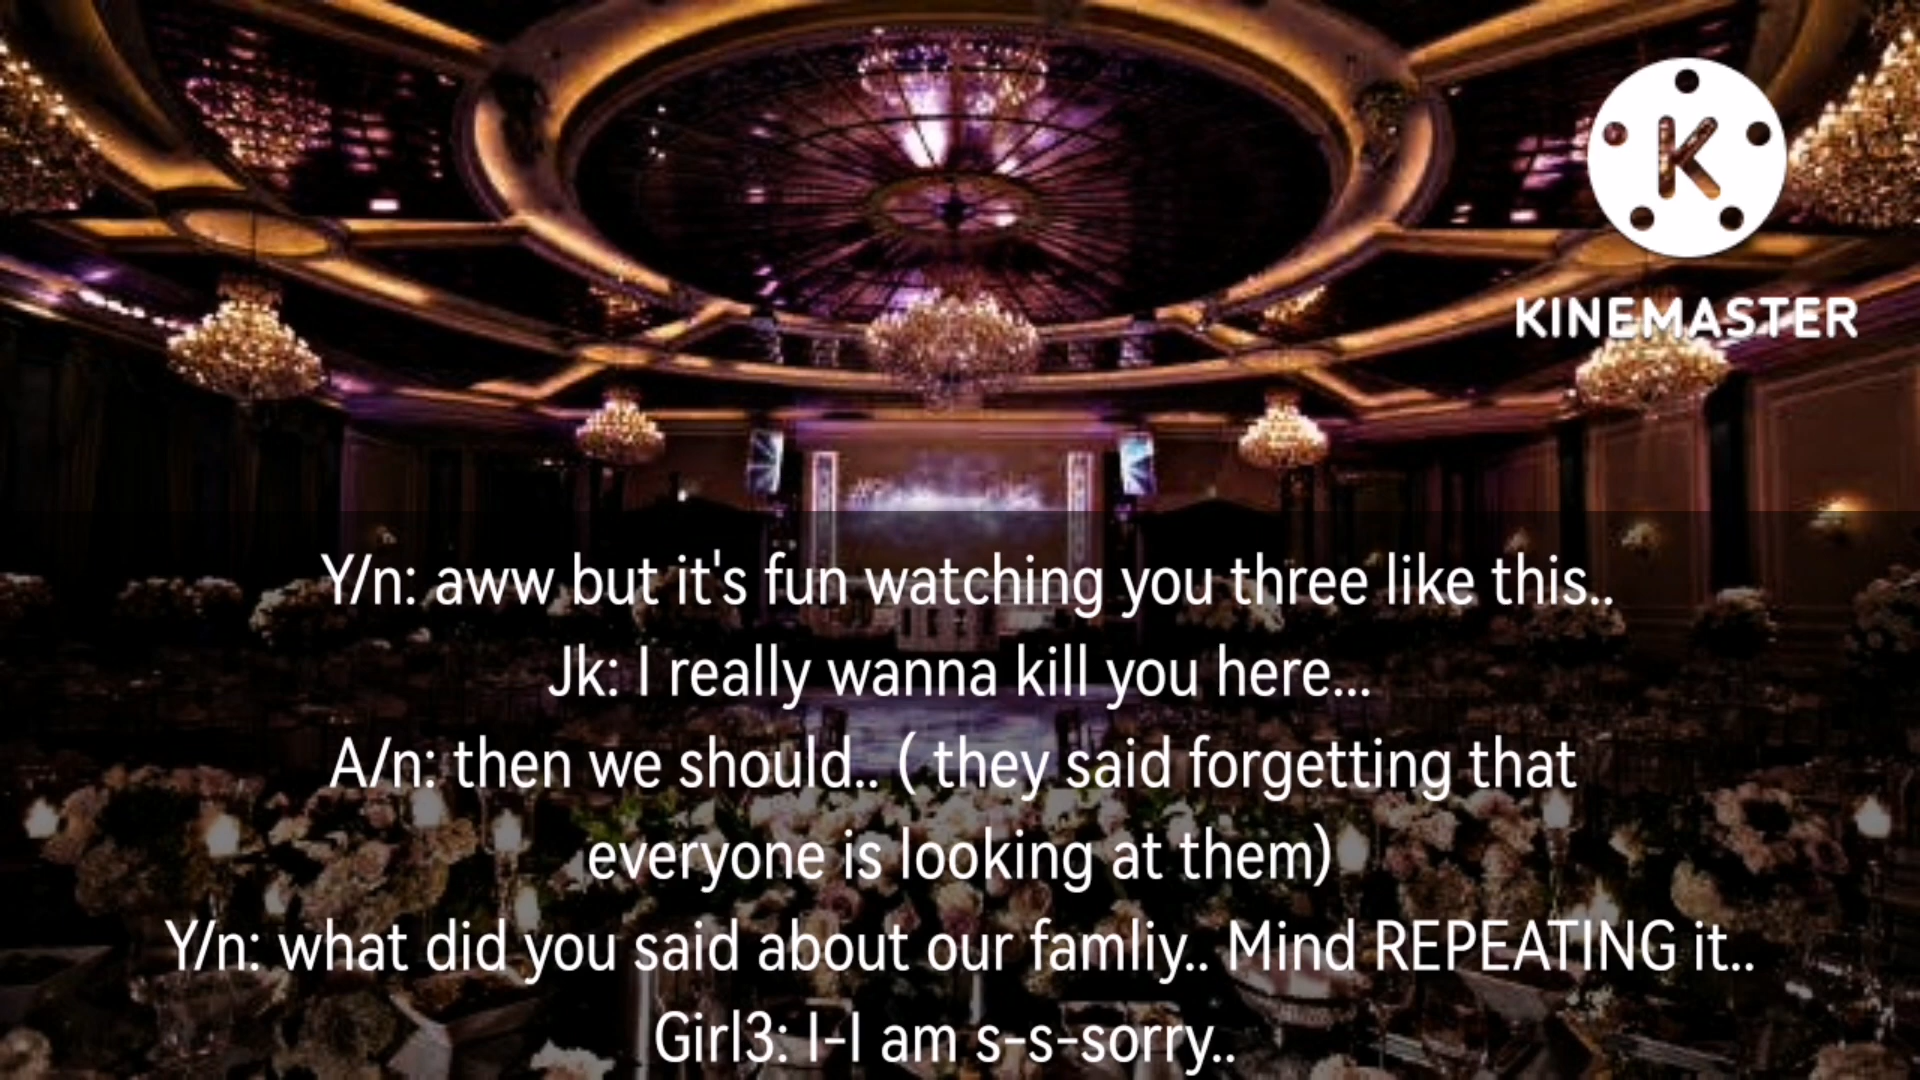 K
KINEMASTER
Y/n: aww but it's fun watching you three like this..
Jk: I really wanna kill you here...
A/n: then we should.. ( they said forgetting that
everyone is looking at them)
Y/n: what did you said about our famliy.. Mind REPEATING it..
Girl3: I-I am s-s-sorry..